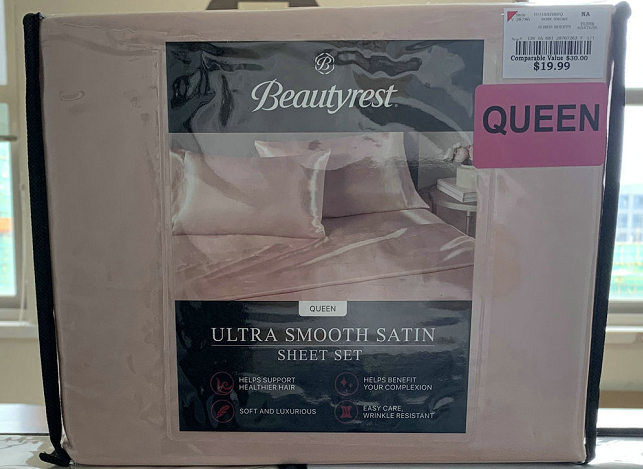 Comparable Value $30.00
$19.99
QUEEN
B
Beautyrest
QUEEN
ULTRA SMOOTH SATIN
SHEET SET
HELPS SUPPORT
HEALTHIER HAIR
HELPS BENEFIT
YOUR COMPLEXION
SOFT AND LUXURIOUS
EASY CARE,
WRINKLE RESISTANT